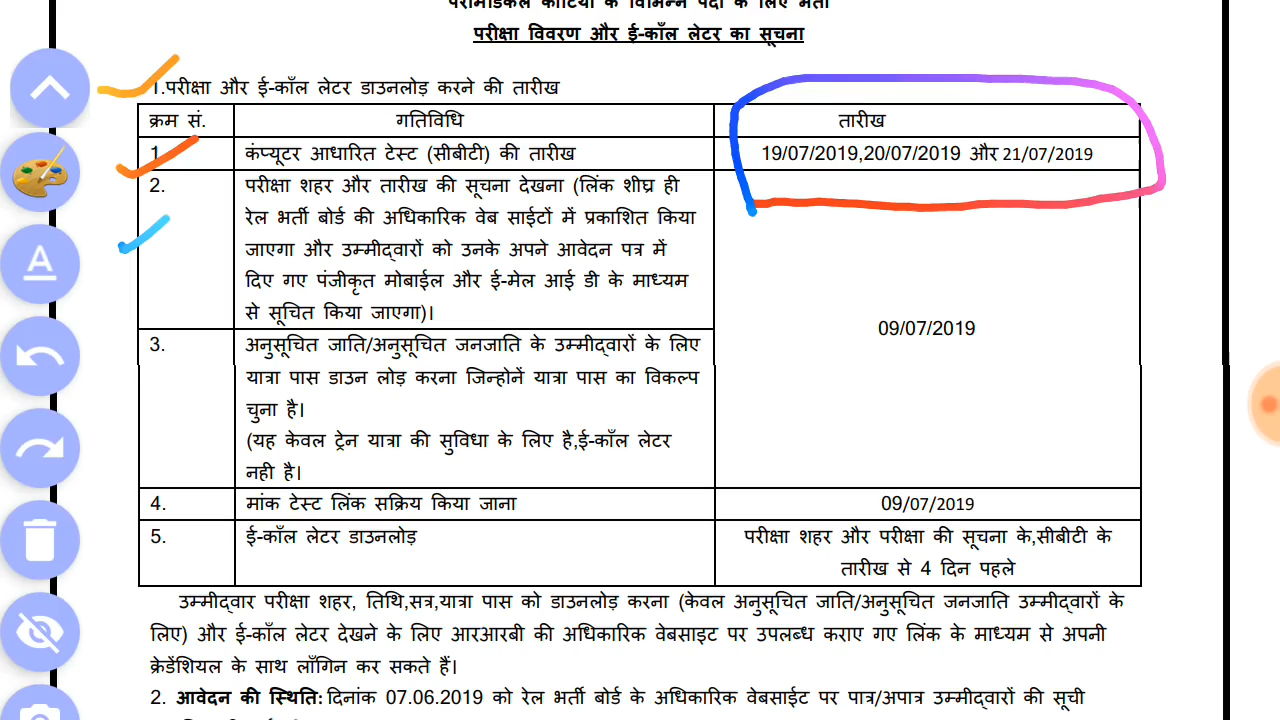 पैरामेडिकल कोटियों के विभिन्न पदों के लिए भर्ती
परीक्षा विवरण और ई-कॉल लेटर का सूचना
1.परीक्षा और ई-कॉल लेटर डाउनलोड़ करने की तारीख
क्रम सं. गतिविधि तारीख
1. कंप्यूटर आधारित टेस्ट (सीबीटी) की तारीख 19/07/2019,20/07/2019 और 21/07/2019
2. परीक्षा शहर और तारीख की सूचना देखना (लिंक शीघ्र ही
रेल भर्ती बोर्ड की अधिकारिक वेब साईटों में प्रकाशित किया
जाएगा और उम्मीद्वारों को उनके अपने आवेदन पत्र में
दिए गए पंजीकृत मोबाईल और ई-मेल आई डी के माध्यम
से सूचित किया जाएगा)।
09/07/2019
3. अनुसूचित जाति/अनुसूचित जनजाति के उम्मीद्वारों के लिए
यात्रा पास डाउन लोड़ करना जिन्होनें यात्रा पास का विकल्प
चुना है।
(यह केवल ट्रेन यात्रा की सुविधा के लिए है,ई-कॉल लेटर
नही है।
4. मांक टेस्ट लिंक सक्रिय किया जाना 09/07/2019
5. ई-कॉल लेटर डाउनलोड़ परीक्षा शहर और परीक्षा की सूचना के,सीबीटी के
तारीख से 4 दिन पहले
उम्मीद्वार परीक्षा शहर, तिथि,सत्र,यात्रा पास को डाउनलोड़ करना (केवल अनुसूचित जाति/अनुसूचित जनजाति उम्मीद्वारों के
लिए) और ई-कॉल लेटर देखने के लिए आरआरबी की अधिकारिक वेबसाइट पर उपलब्ध कराए गए लिंक के माध्यम से अपनी
क्रेडेंशियल के साथ लॉगिन कर सकते हैं।
2. आवेदन की स्थिति: दिनांक 07.06.2019 को रेल भर्ती बोर्ड के अधिकारिक वेबसाईट पर पात्र/अपात्र उम्मीद्वारों की सूची